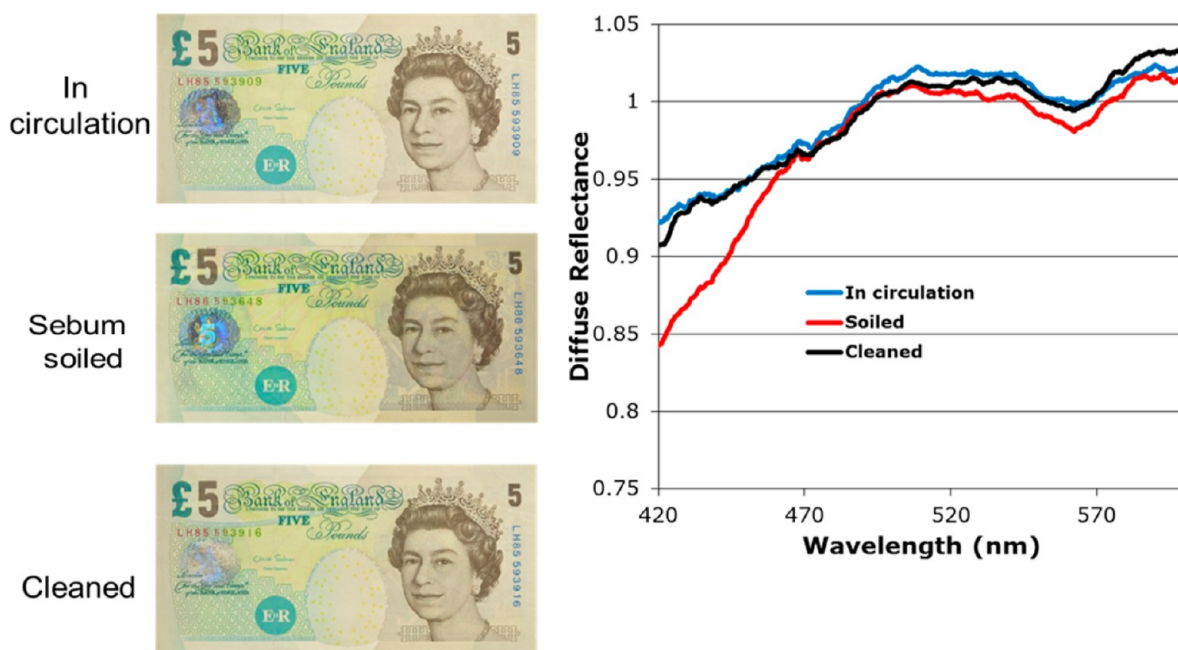 In
circulation
£5
Bank of England
FIVE
Pounds
5
LH85 593909
LH85 593909
E R
Sebum
soiled
£5
Bank of England
FIVE
Pounds
5
LH86 593648
LH86 593648
5
E R
Cleaned
£5
Bank of England
FIVE
Pounds
5
LH85 593916
LH85 593916
E R
1.05
1
0.95
0.9
0.85
0.8
0.75
Diffuse Reflectance
In circulation
Soiled
Cleaned
420
470
520
570
Wavelength (nm)